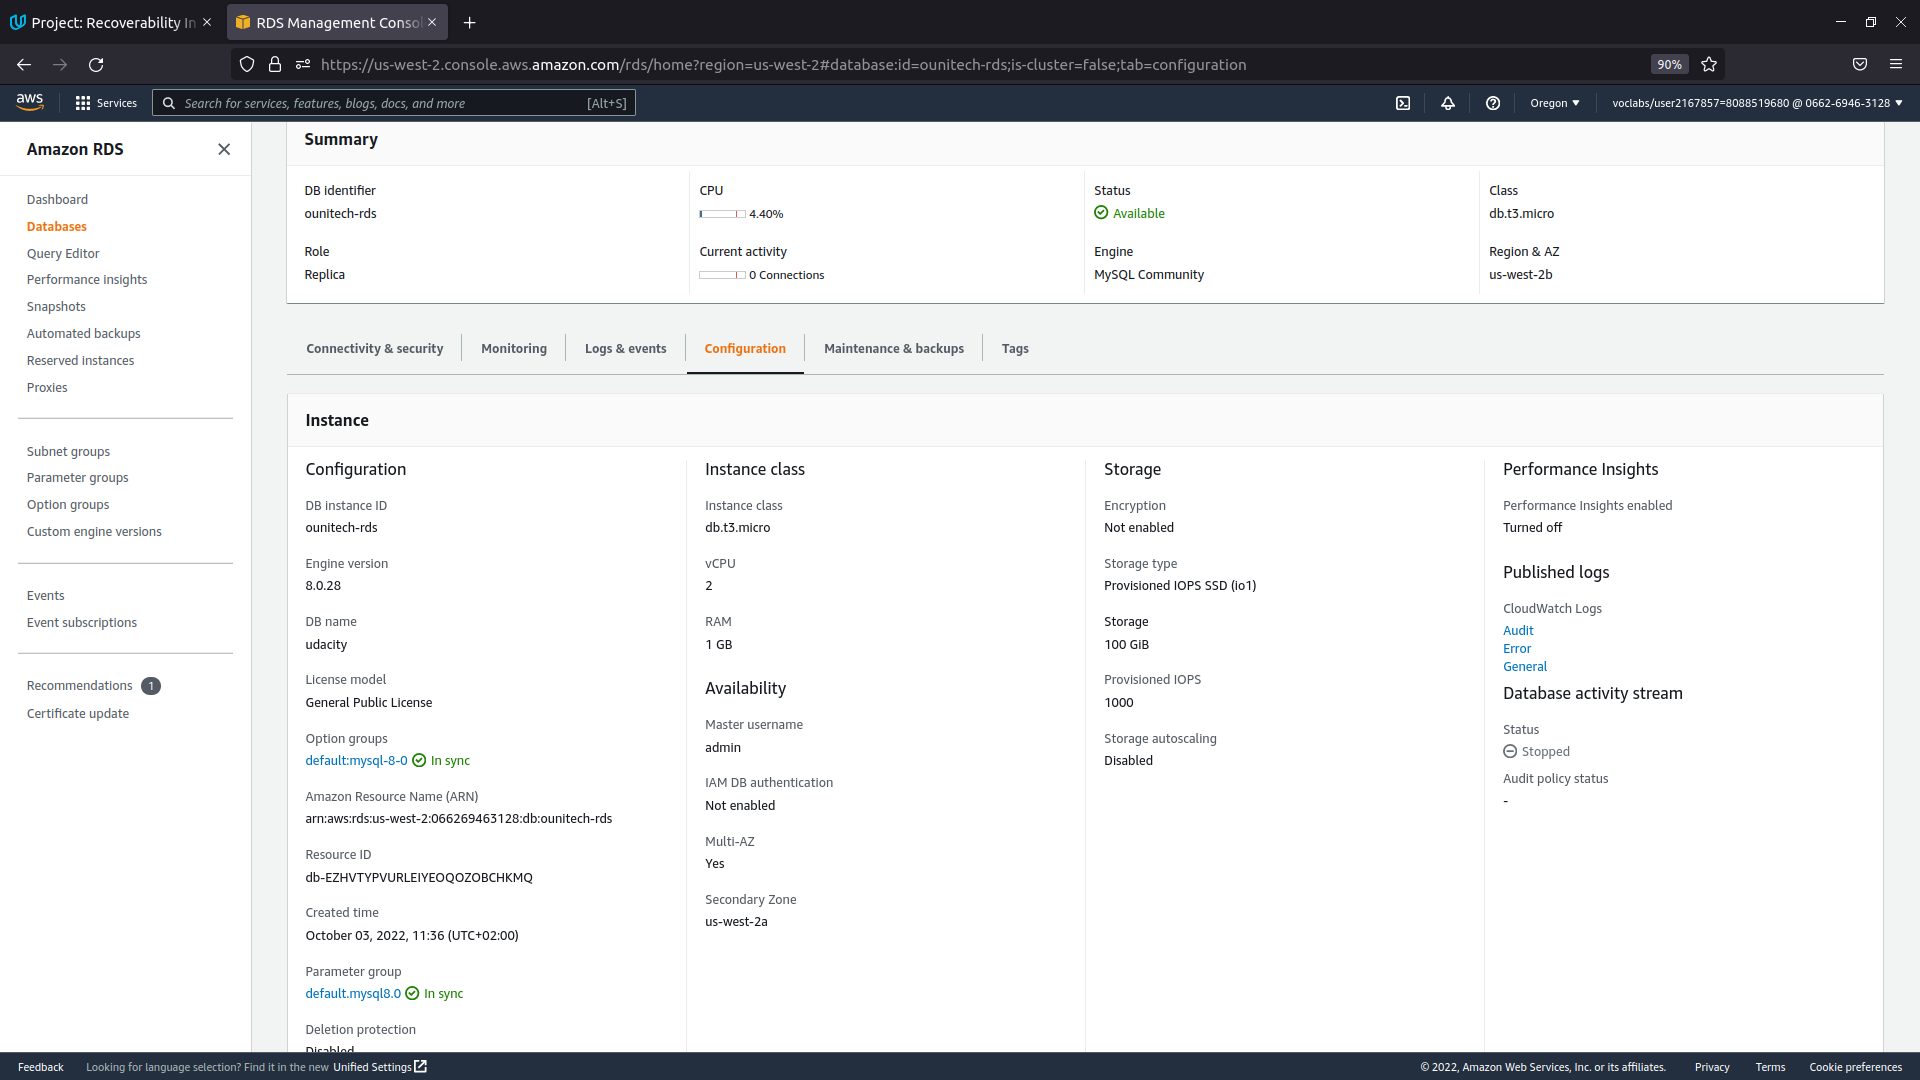 Project: Recoverability In
RDS Management Consol
https://us-west-2.console.aws.amazon.com/rds/home?region=us-west-2#database:id=ounitech-rds;is-cluster=false;tab=configuration
90%
aws
Services
Search for services, features, blogs, docs, and more
[Alt+S]
Oregon
voclabs/user2167857=8088519680 @ 0662-6946-3128
Amazon RDS
Dashboard
Databases
Query Editor
Performance insights
Snapshots
Automated backups
Reserved instances
Proxies
Subnet groups
Parameter groups
Option groups
Custom engine versions
Events
Event subscriptions
Recommendations 1
Certificate update
Summary
DB identifier
ounitech-rds
Role
Replica
CPU
4.40%
Current activity
0 Connections
Status
Available
Engine
MySQL Community
Class
db.t3.micro
Region & AZ
us-west-2b
Connectivity & security
Monitoring
Logs & events
Configuration
Maintenance & backups
Tags
Instance
Configuration
DB instance ID
ounitech-rds
Engine version
8.0.28
DB name
udacity
License model
General Public License
Option groups
default:mysql-8-0 In sync
Amazon Resource Name (ARN)
arn:aws:rds:us-west-2:066269463128:db:ounitech-rds
Resource ID
db-EZHVTYPVURLEIYEOQOZOBCHKMQ
Created time
October 03, 2022, 11:36 (UTC+02:00)
Parameter group
default.mysql8.0 In sync
Deletion protection
Disabled
Instance class
Instance class
db.t3.micro
vCPU
2
RAM
1 GB
Availability
Master username
admin
IAM DB authentication
Not enabled
Multi-AZ
Yes
Secondary Zone
us-west-2a
Storage
Encryption
Not enabled
Storage type
Provisioned IOPS SSD (io1)
Storage
100 GiB
Provisioned IOPS
1000
Storage autoscaling
Disabled
Performance Insights
Performance Insights enabled
Turned off
Published logs
CloudWatch Logs
Audit
Error
General
Database activity stream
Status
Stopped
Audit policy status
-
Feedback
Looking for language selection? Find it in the new Unified Settings
© 2022, Amazon Web Services, Inc. or its affiliates.
Privacy
Terms
Cookie preferences